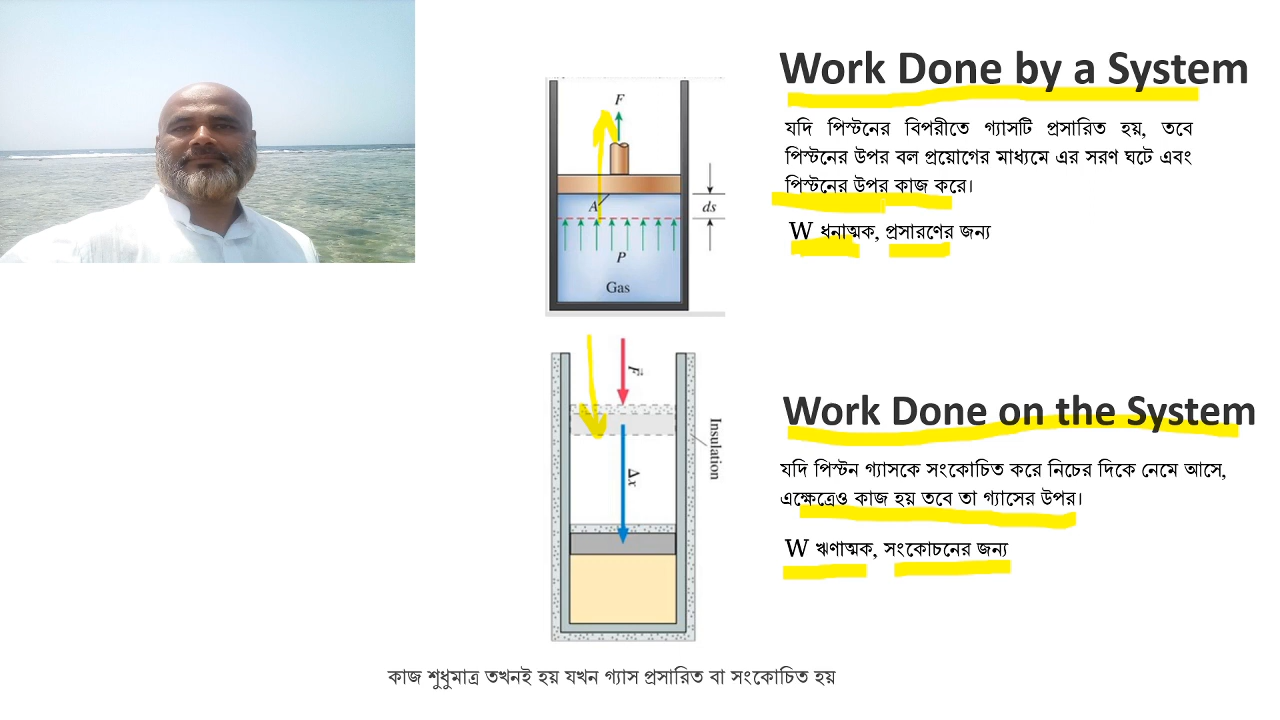 Work Done by a System
যদি পিস্টনের বিপরীতে গ্যাসটি প্রসারিত হয়, তবে
পিস্টনের উপর বল প্রয়োগের মাধ্যমে এর সরণ ঘটে এবং
পিস্টনের উপর কাজ করে।
W ধনাত্মক, প্রসারণের জন্য
F
A
ds
P
Gas
Work Done on the System
যদি পিস্টন গ্যাসকে সংকোচিত করে নিচের দিকে নেমে আসে,
এক্ষেত্রেও কাজ হয় তবে তা গ্যাসের উপর।
W ঋণাত্মক, সংকোচনের জন্য
F⃗
Δx
Insulation
কাজ শুধুমাত্র তখনই হয় যখন গ্যাস প্রসারিত বা সংকোচিত হয়